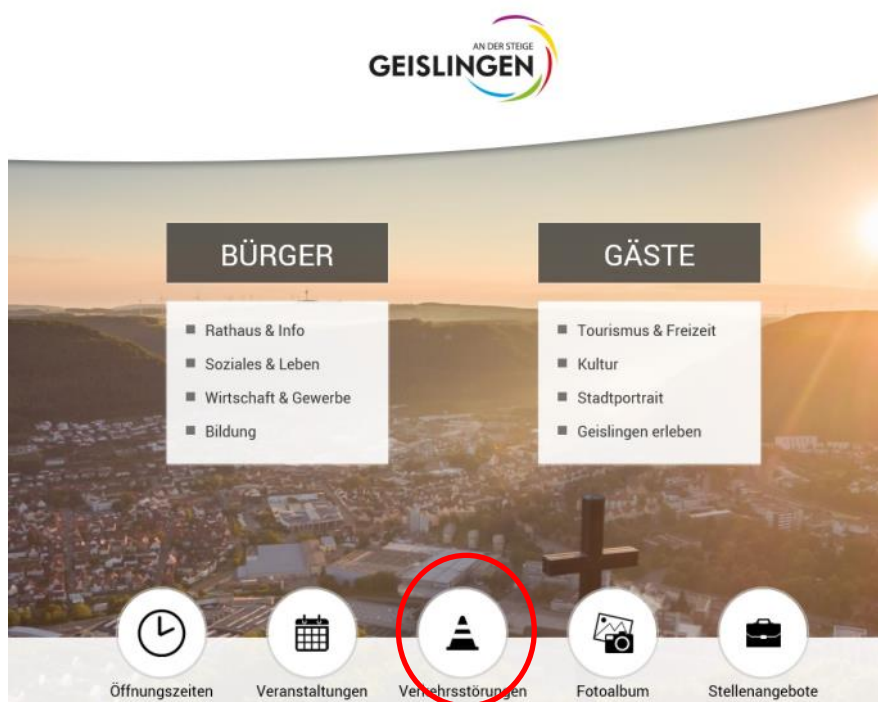 AN DER STEIGE
GEISLINGEN
BÜRGER
Rathaus & Info
Soziales & Leben
Wirtschaft & Gewerbe
Bildung
GÄSTE
Tourismus & Freizeit
Kultur
Stadtportrait
Geislingen erleben
Öffnungszeiten
Veranstaltungen
Verkehrsstörungen
Fotoalbum
Stellenangebote